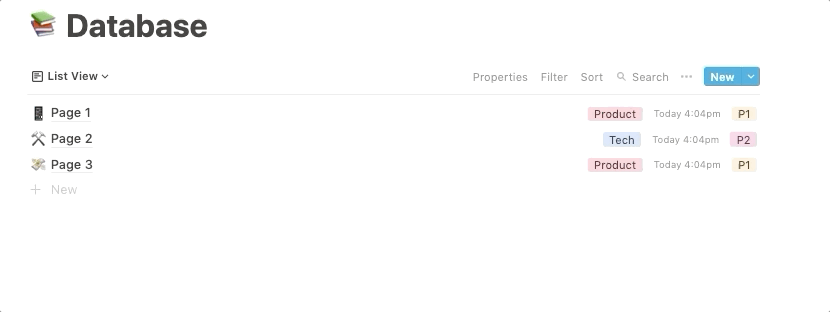 Database
List View Properties Filter Sort Search New
Page 1 Product Today 4:04pm P1
Page 2 Tech Today 4:04pm P2
Page 3 Product Today 4:04pm P1
New